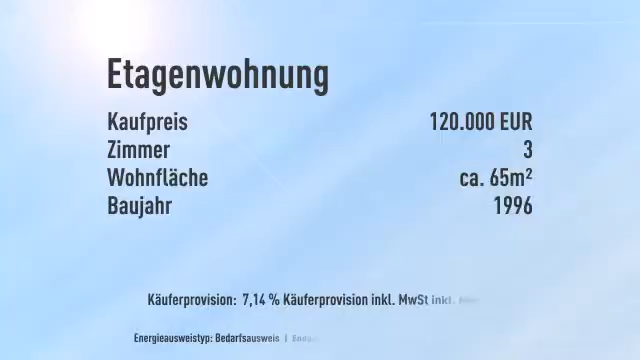 Etagenwohnung
Kaufpreis 120.000 EUR
Zimmer 3
Wohnfläche ca. 65m²
Baujahr 1996
Käuferprovision: 7,14 % Käuferprovision inkl. MwSt inkl.
Energieausweistyp: Bedarfsausweis |